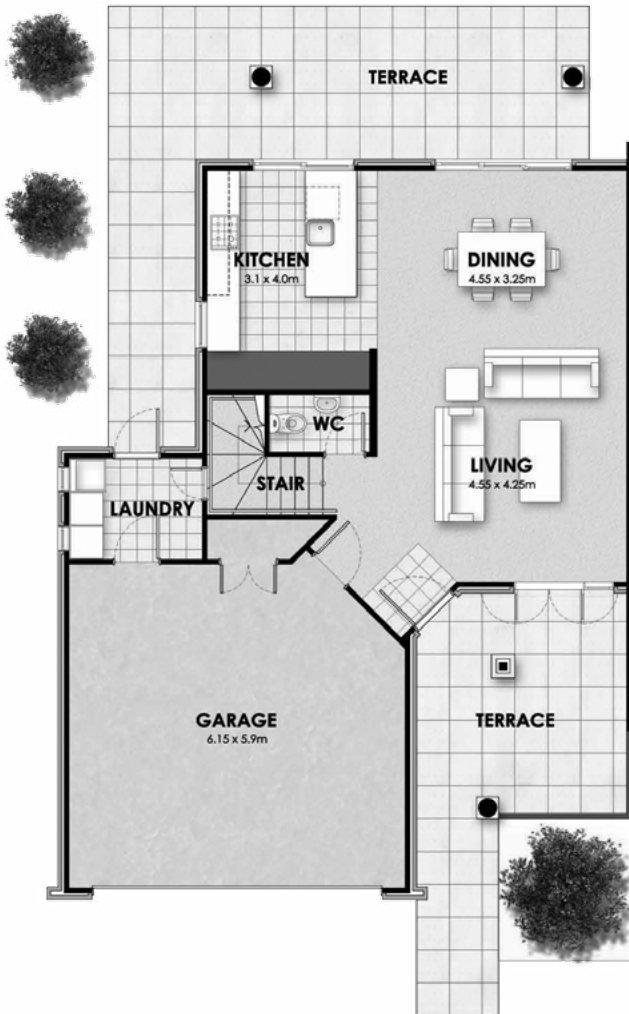 TERRACE
KITCHEN
3.1 x 4.0m
DINING
4.55 x 3.25m
WC
LIVING
4.55 x 4.25m
STAIR
LAUNDRY
GARAGE
6.15 x 5.9m
TERRACE